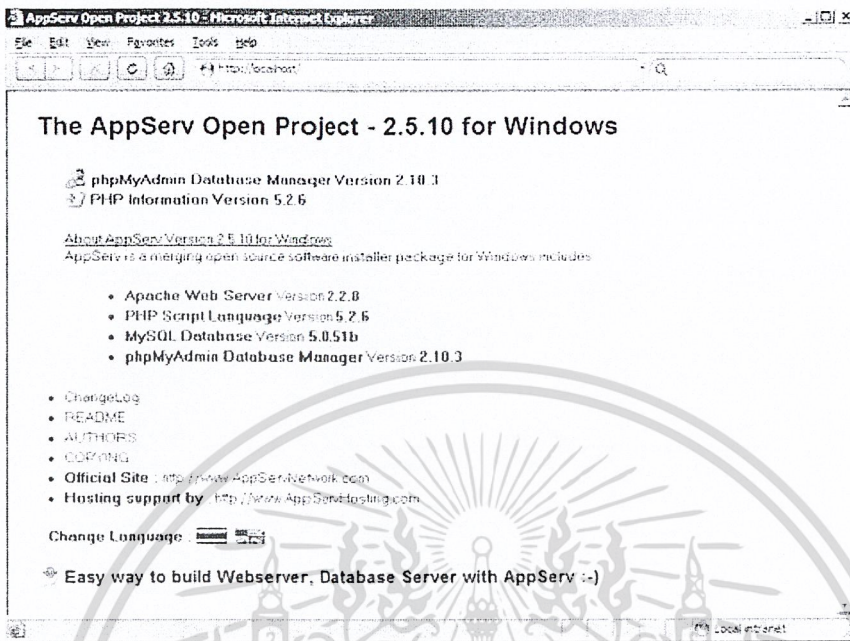 AppServ Open Project 2.5.10 - Microsoft Internet Explorer
File Edit View Favorites Tools Help
http://localhost/
The AppServ Open Project - 2.5.10 for Windows
phpMyAdmin Database Manager Version 2.10.3
PHP Information Version 5.2.6
About AppServ Version 2.5.10 for Windows
AppServ is a merging open source software installer package for Windows includes
• Apache Web Server Version 2.2.8
• PHP Script Language Version 5.2.6
• MySQL Database Version 5.0.51b
• phpMyAdmin Database Manager Version 2.10.3
• ChangeLog
• README
• AUTHORS
• COPYING
• Official Site : http://www.AppServNetwork.com
• Hosting support by : http://www.AppServHosting.com
Change Language :
Easy way to build Webserver, Database Server with AppServ :-)
Local intranet